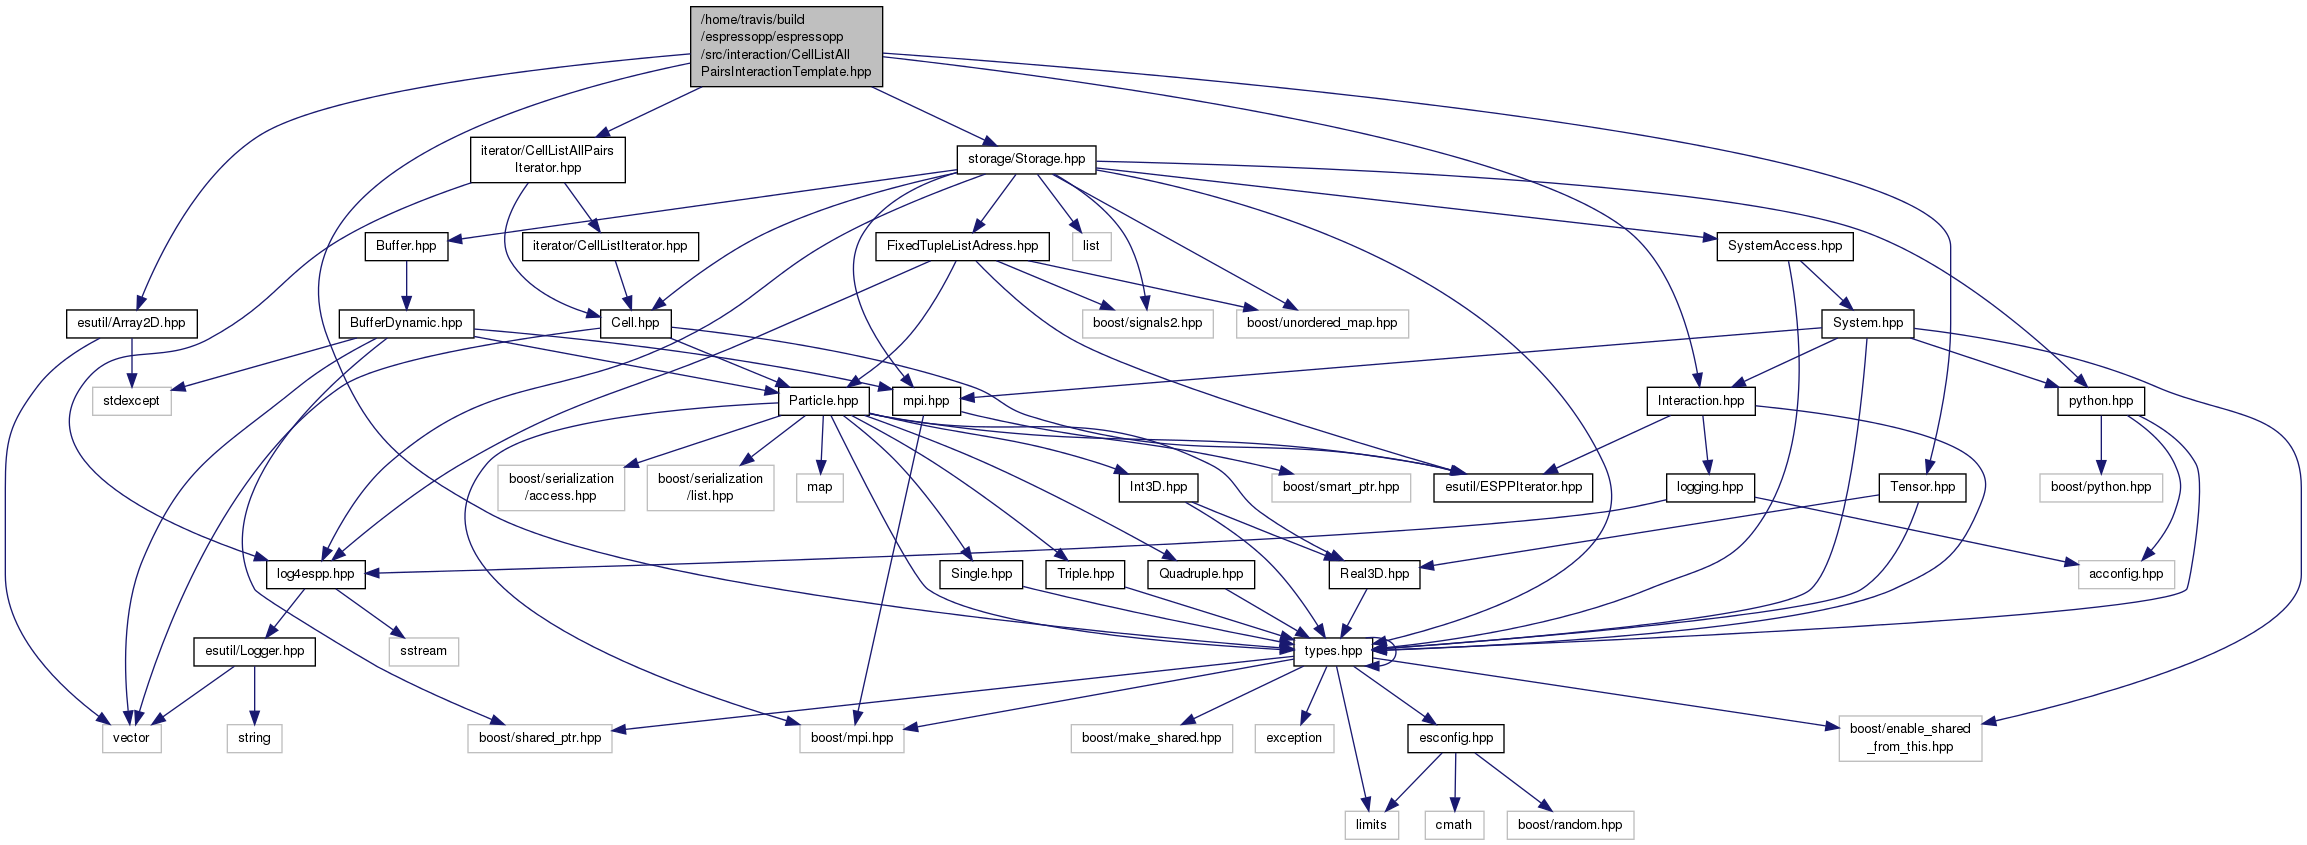 /home/travis/build
/espressopp/espressopp
/src/interaction/CellListAll
PairsInteractionTemplate.hpp
iterator/CellListAllPairs
Iterator.hpp
storage/Storage.hpp
Buffer.hpp
iterator/CellListIterator.hpp
FixedTupleListAdress.hpp
list
SystemAccess.hpp
esutil/Array2D.hpp
BufferDynamic.hpp
Cell.hpp
boost/signals2.hpp
boost/unordered_map.hpp
System.hpp
stdexcept
Particle.hpp
mpi.hpp
Interaction.hpp
python.hpp
boost/serialization
/access.hpp
boost/serialization
/list.hpp
map
Int3D.hpp
boost/smart_ptr.hpp
esutil/ESPPIterator.hpp
logging.hpp
Tensor.hpp
boost/python.hpp
log4espp.hpp
Single.hpp
Triple.hpp
Quadruple.hpp
Real3D.hpp
acconfig.hpp
esutil/Logger.hpp
sstream
types.hpp
vector
string
boost/shared_ptr.hpp
boost/mpi.hpp
boost/make_shared.hpp
exception
esconfig.hpp
boost/enable_shared
_from_this.hpp
limits
cmath
boost/random.hpp